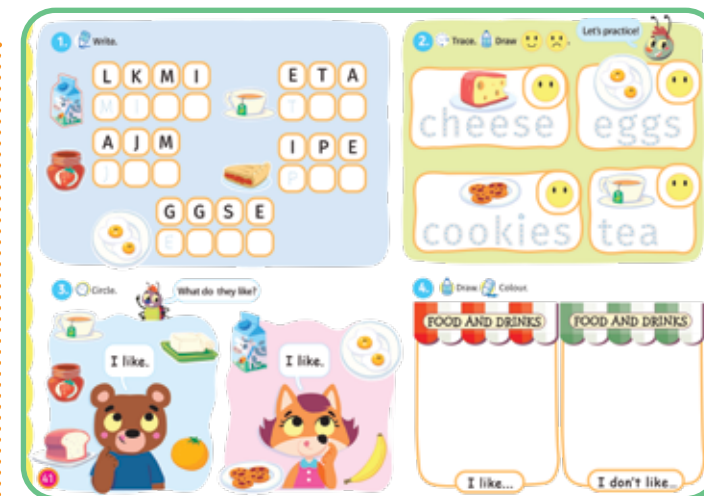 1. Write.
L K M I
M I
E T A
T
A J M
J
I P E
P
G G S E
E
2. Trace. Draw
Let's practice!
cheese
eggs
cookies
tea
3. Circle.
What do they like?
I like.
I like.
4. Draw. Colour.
FOOD AND DRINKS
FOOD AND DRINKS
I like...
I don't like...
41